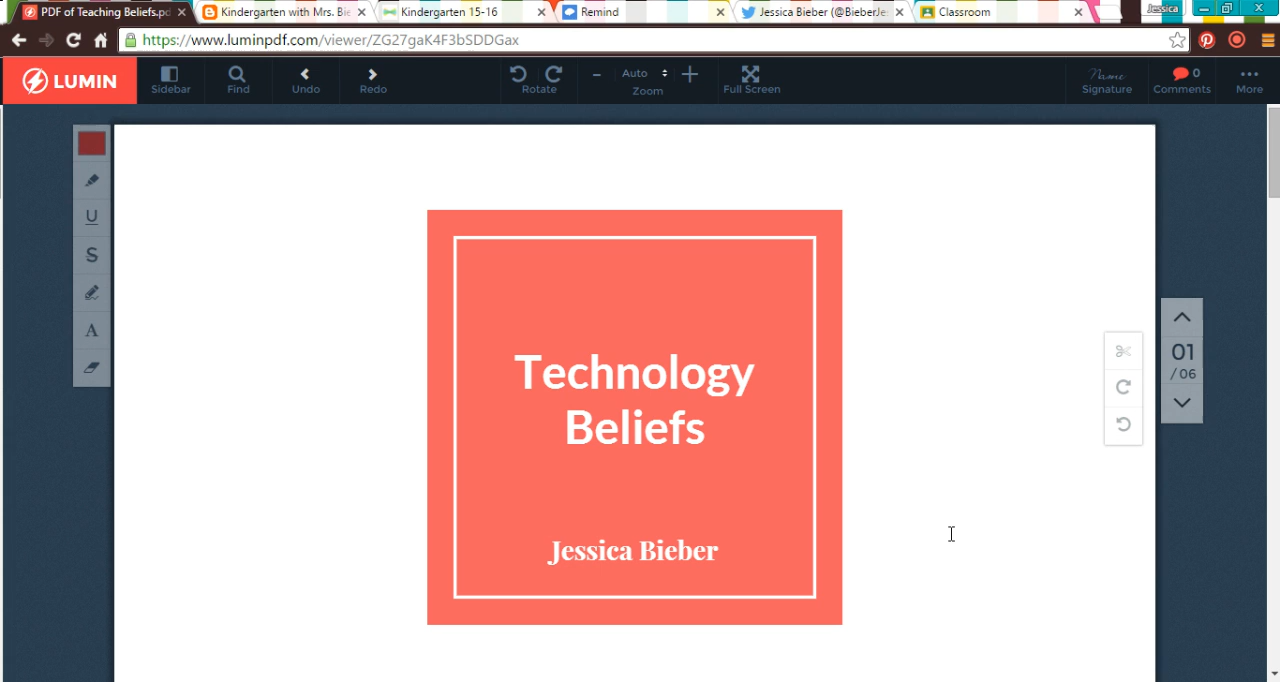 PDF of Teaching Beliefs.pd
Kindergarten with Mrs. Bie
Kindergarten 15-16
Remind
Jessica Bieber (@BieberJe
Classroom
Jessica
https://www.luminpdf.com/viewer/ZG27gaK4F3bSDDGax
LUMIN
Sidebar
Find
Undo
Redo
Rotate
Auto
Zoom
Full Screen
Name
Signature
0
Comments
More
U
S
A
01
/ 06
Technology
Beliefs
Jessica Bieber